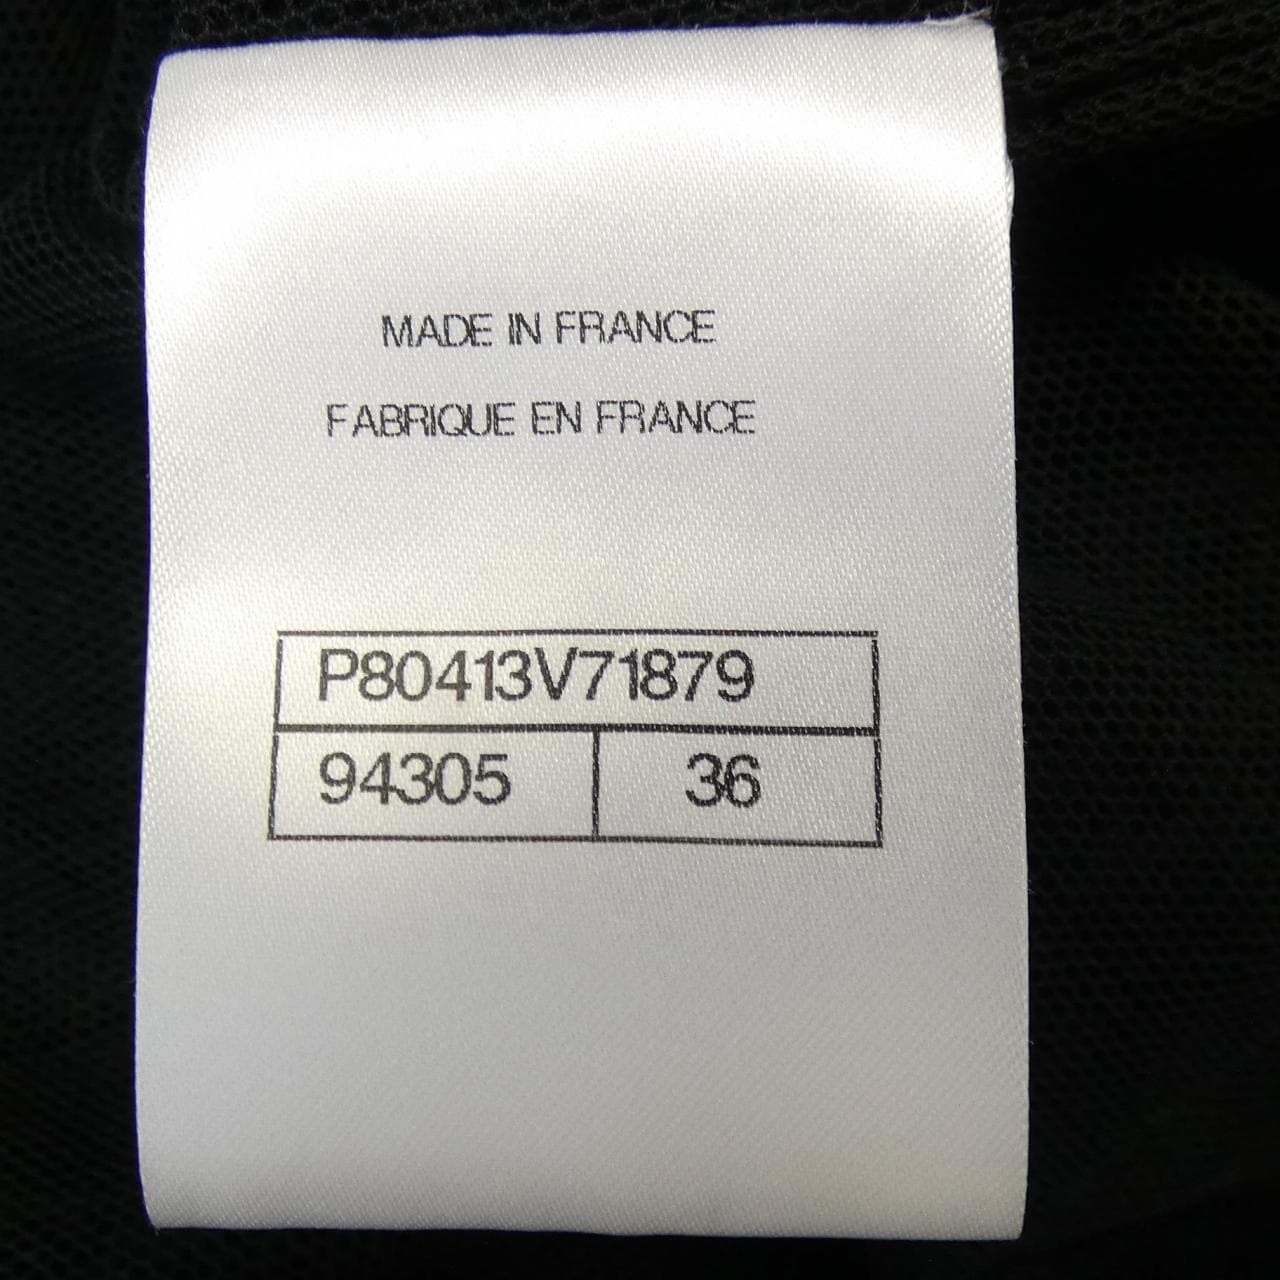 MADE IN FRANCE
FABRIQUE EN FRANCE
P80413V71879
94305 36